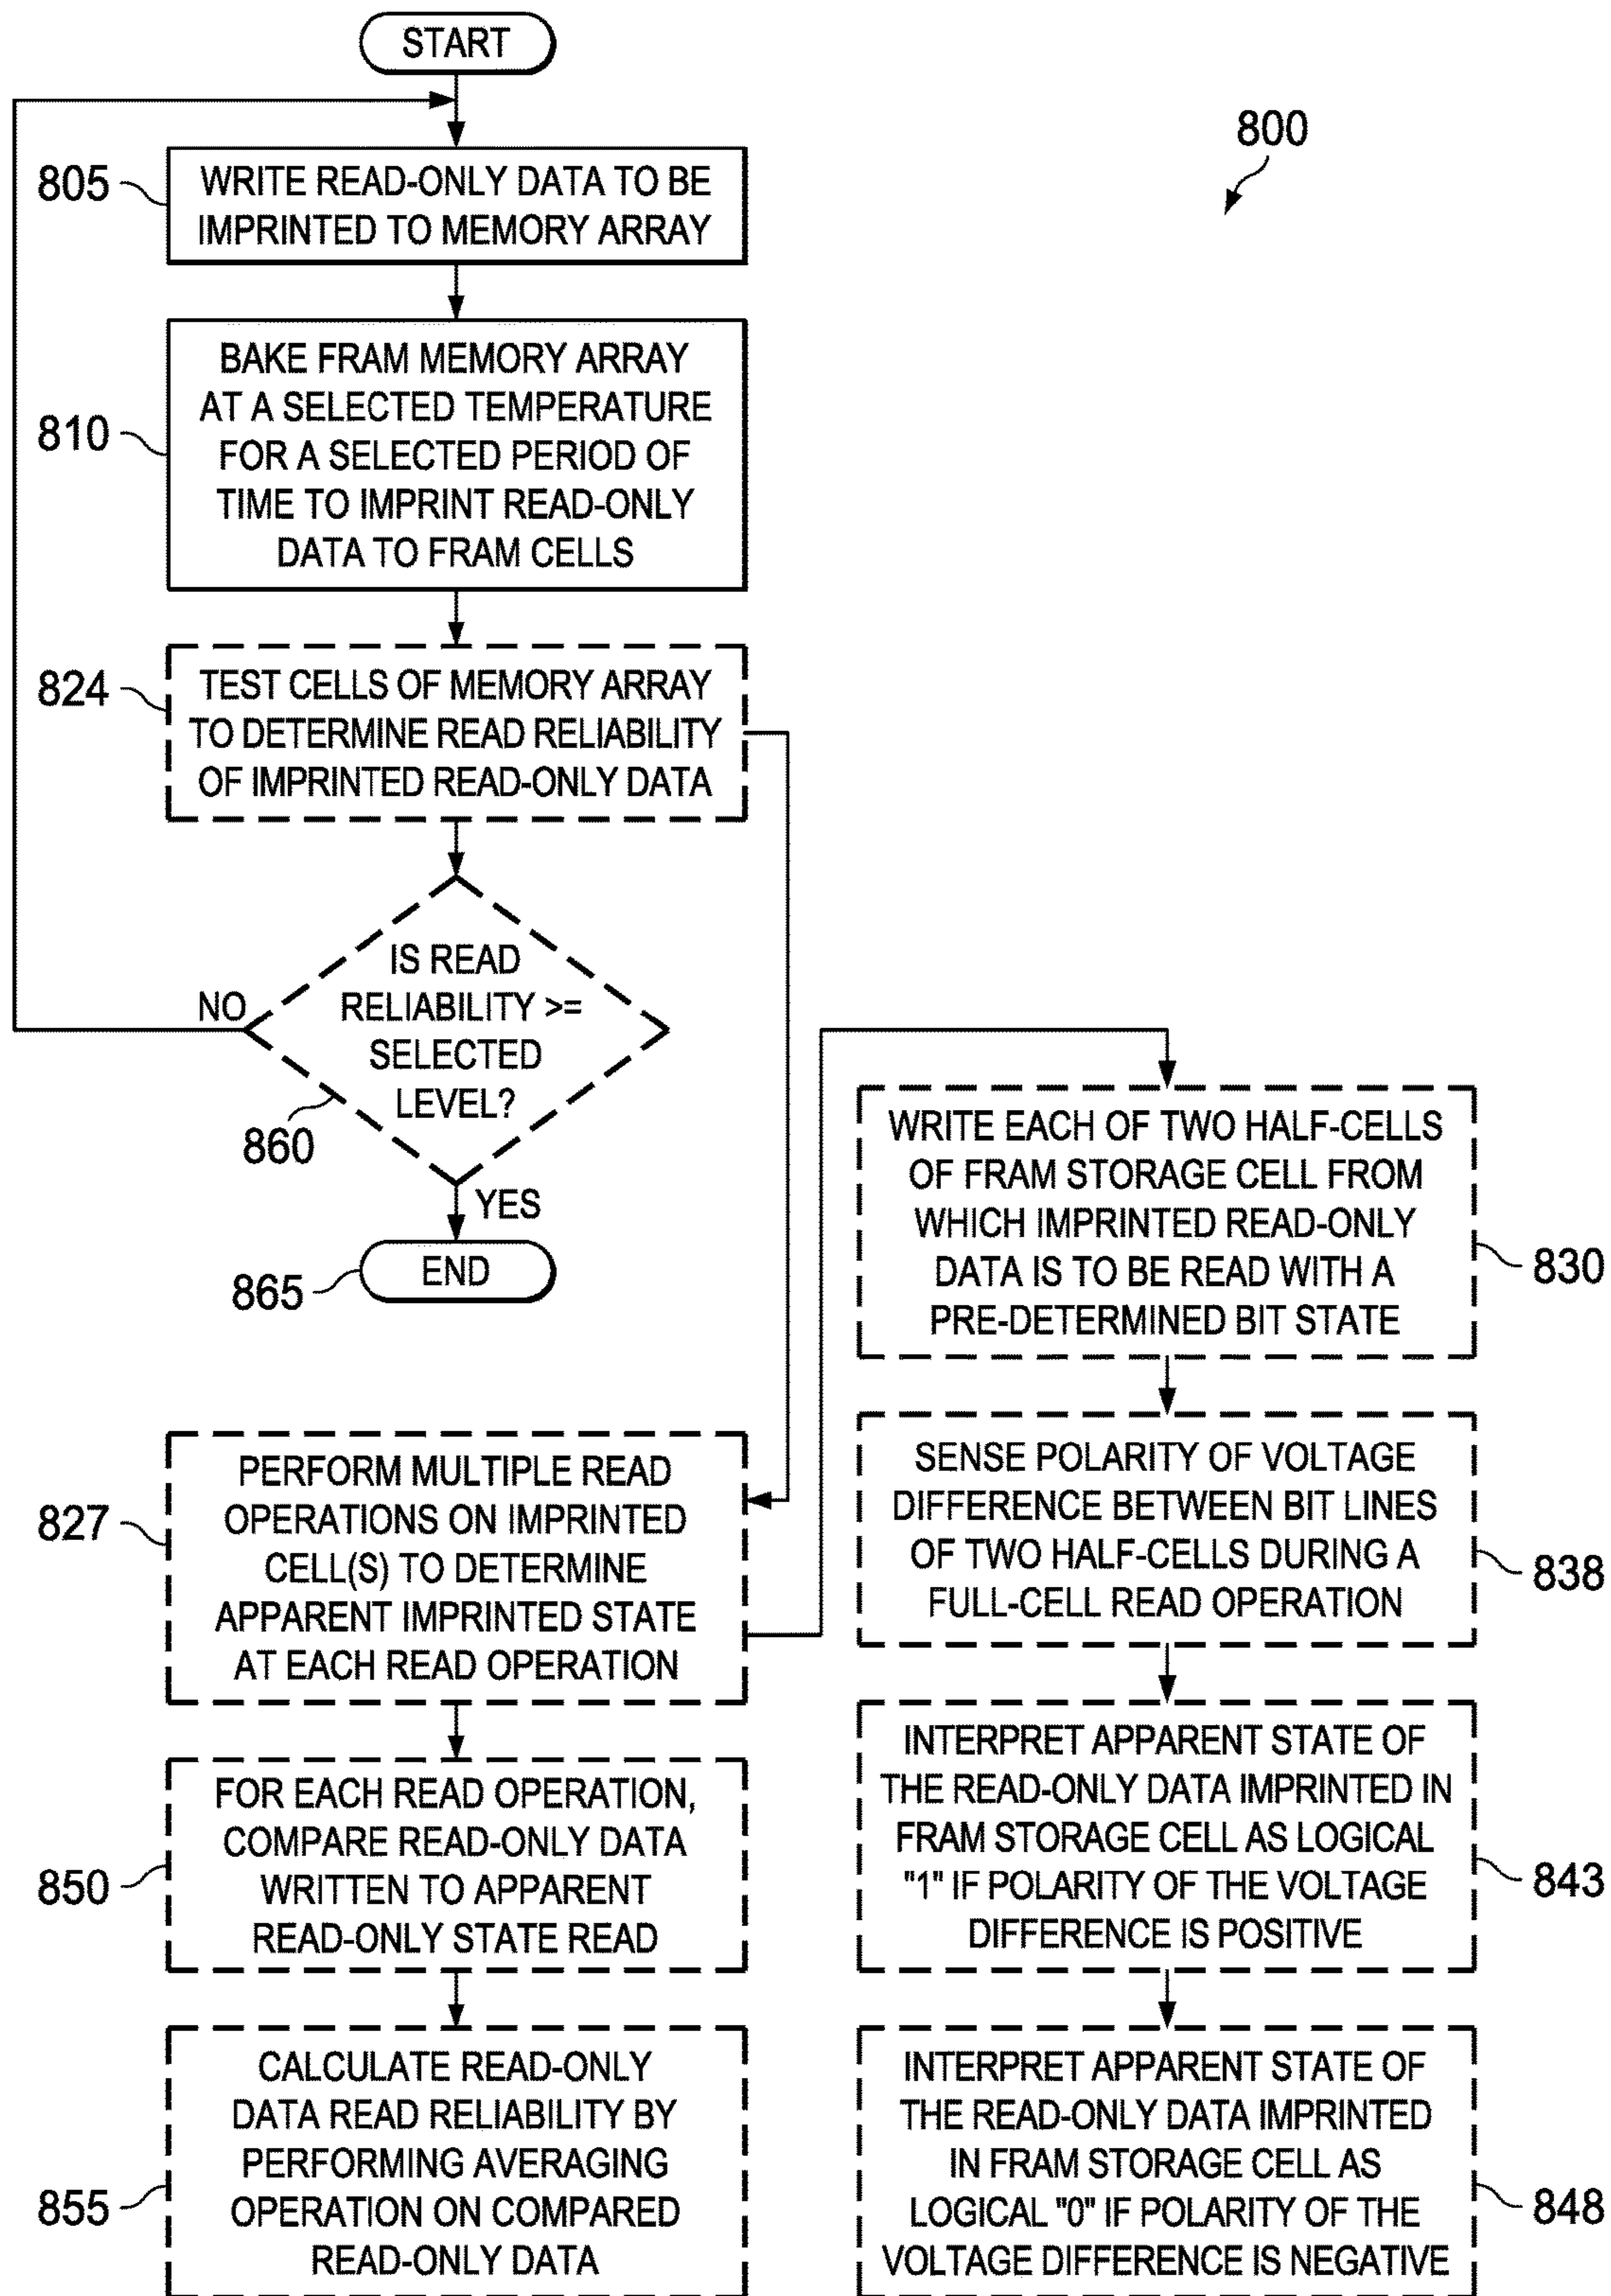 START
800
805
WRITE READ-ONLY DATA TO BE
IMPRINTED TO MEMORY ARRAY
810
BAKE FRAM MEMORY ARRAY
AT A SELECTED TEMPERATURE
FOR A SELECTED PERIOD OF
TIME TO IMPRINT READ-ONLY
DATA TO FRAM CELLS
824
TEST CELLS OF MEMORY ARRAY
TO DETERMINE READ RELIABILITY
OF IMPRINTED READ-ONLY DATA
NO
IS READ
RELIABILITY >=
SELECTED
LEVEL?
860
YES
END
865
827
PERFORM MULTIPLE READ
OPERATIONS ON IMPRINTED
CELL(S) TO DETERMINE
APPARENT IMPRINTED STATE
AT EACH READ OPERATION
850
FOR EACH READ OPERATION,
COMPARE READ-ONLY DATA
WRITTEN TO APPARENT
READ-ONLY STATE READ
855
CALCULATE READ-ONLY
DATA READ RELIABILITY BY
PERFORMING AVERAGING
OPERATION ON COMPARED
READ-ONLY DATA
WRITE EACH OF TWO HALF-CELLS
OF FRAM STORAGE CELL FROM
WHICH IMPRINTED READ-ONLY
DATA IS TO BE READ WITH A
PRE-DETERMINED BIT STATE
830
SENSE POLARITY OF VOLTAGE
DIFFERENCE BETWEEN BIT LINES
OF TWO HALF-CELLS DURING A
FULL-CELL READ OPERATION
838
INTERPRET APPARENT STATE OF
THE READ-ONLY DATA IMPRINTED IN
FRAM STORAGE CELL AS LOGICAL
"1" IF POLARITY OF THE VOLTAGE
DIFFERENCE IS POSITIVE
843
INTERPRET APPARENT STATE OF
THE READ-ONLY DATA IMPRINTED
IN FRAM STORAGE CELL AS
LOGICAL "0" IF POLARITY OF THE
VOLTAGE DIFFERENCE IS NEGATIVE
848